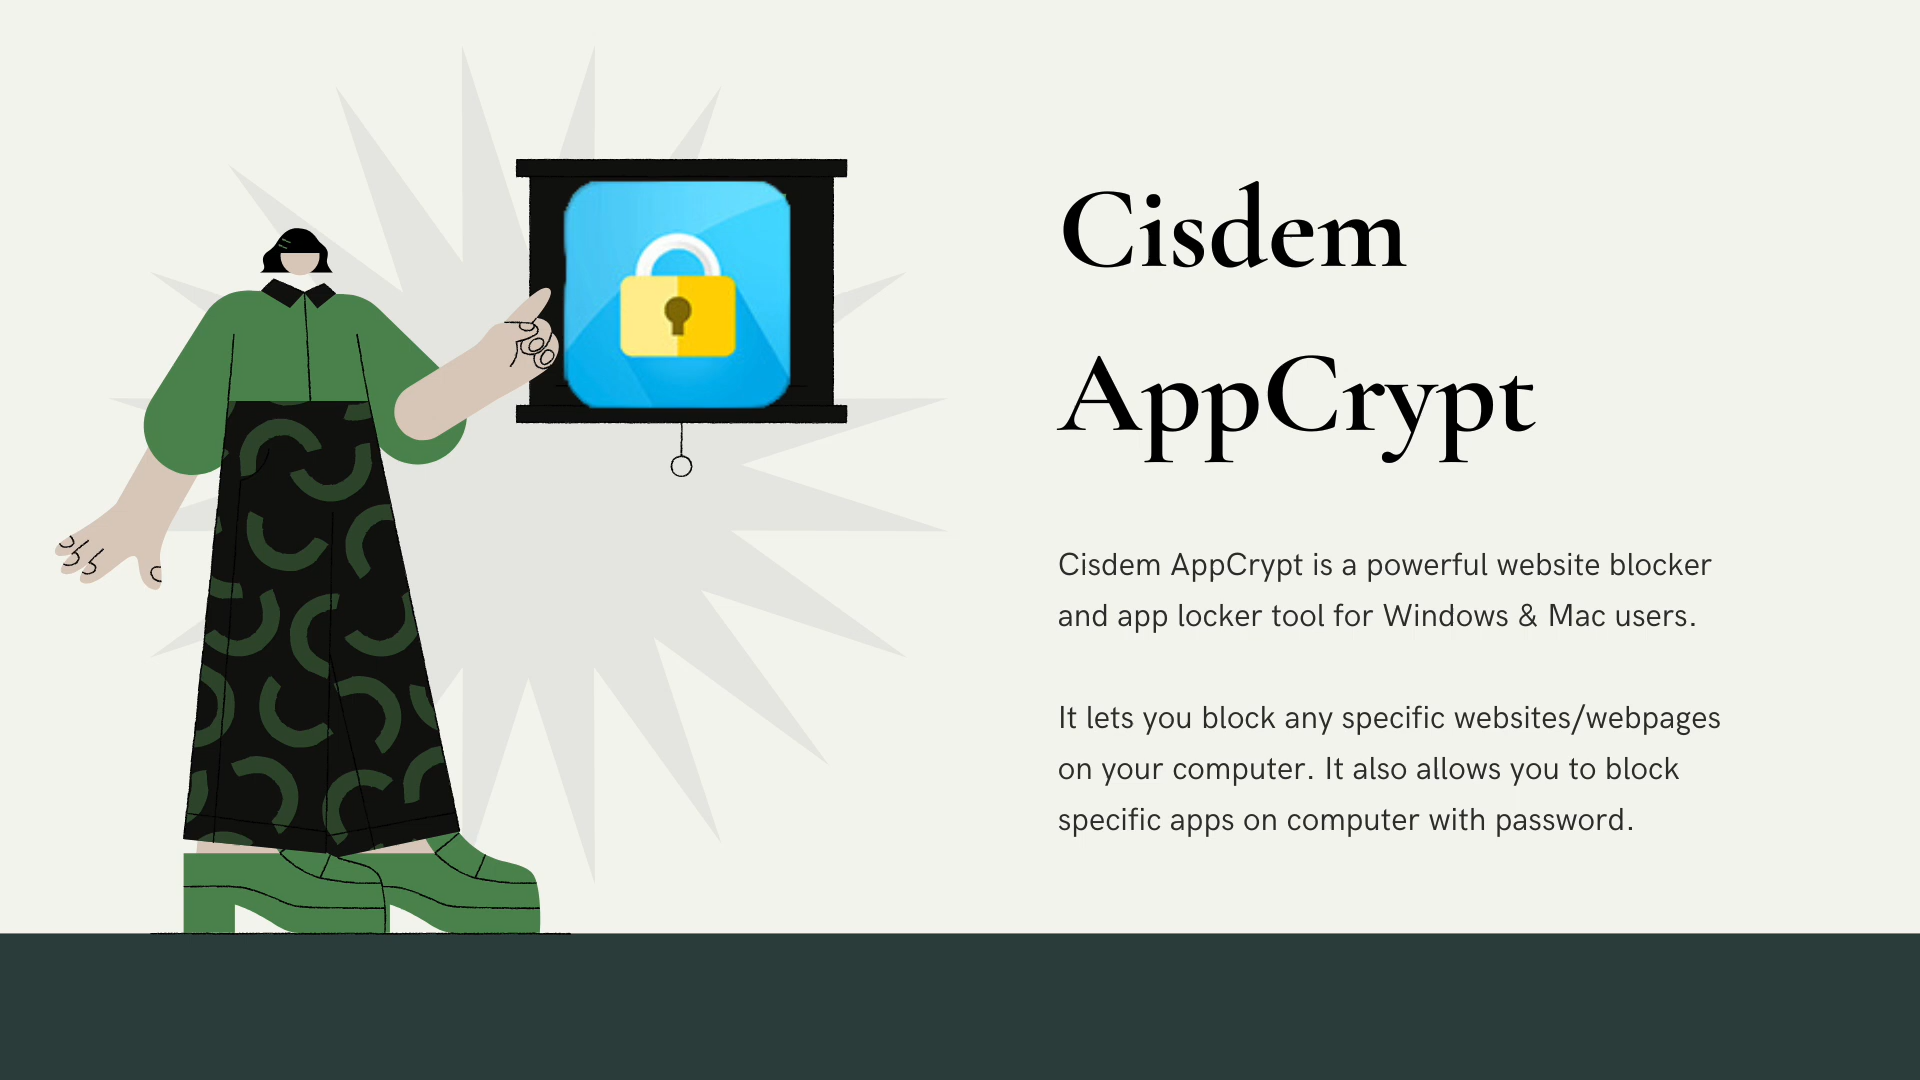 Cisdem
AppCrypt
Cisdem AppCrypt is a powerful website blocker
and app locker tool for Windows & Mac users.
It lets you block any specific websites/webpages
on your computer. It also allows you to block
specific apps on computer with password.